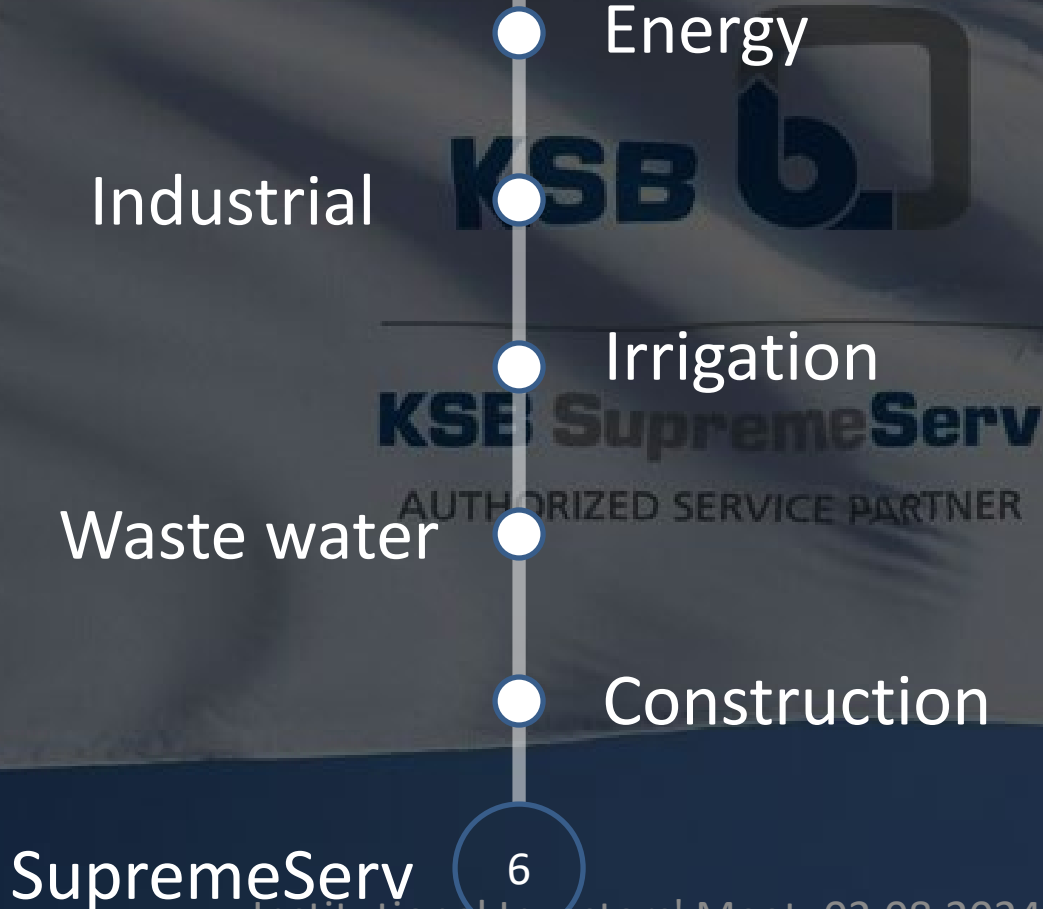 Energy
KSB
Industrial
Irrigation
KSB SupremeServ
AUTHORIZED SERVICE PARTNER
Waste water
Construction
SupremeServ
6